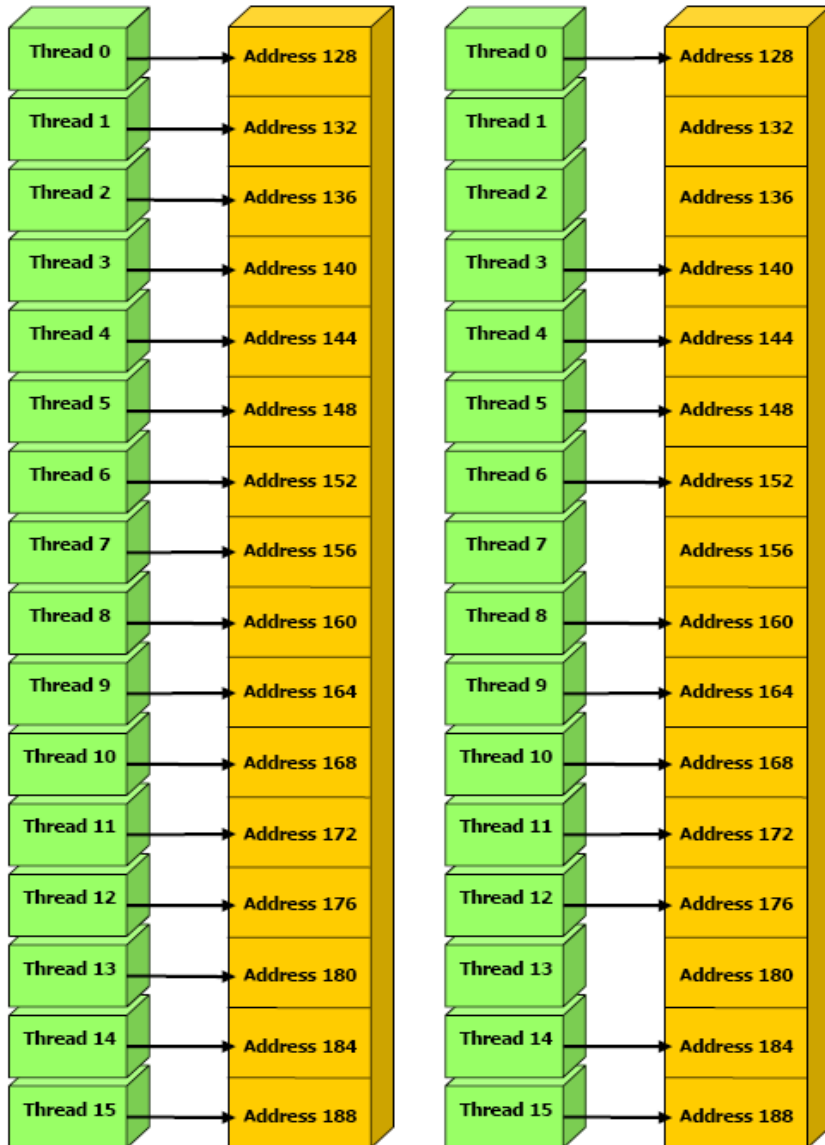 Thread 0 Address 128 Thread 0 Address 128
Thread 1 Address 132 Thread 1 Address 132
Thread 2 Address 136 Thread 2 Address 136
Thread 3 Address 140 Thread 3 Address 140
Thread 4 Address 144 Thread 4 Address 144
Thread 5 Address 148 Thread 5 Address 148
Thread 6 Address 152 Thread 6 Address 152
Thread 7 Address 156 Thread 7 Address 156
Thread 8 Address 160 Thread 8 Address 160
Thread 9 Address 164 Thread 9 Address 164
Thread 10 Address 168 Thread 10 Address 168
Thread 11 Address 172 Thread 11 Address 172
Thread 12 Address 176 Thread 12 Address 176
Thread 13 Address 180 Thread 13 Address 180
Thread 14 Address 184 Thread 14 Address 184
Thread 15 Address 188 Thread 15 Address 188